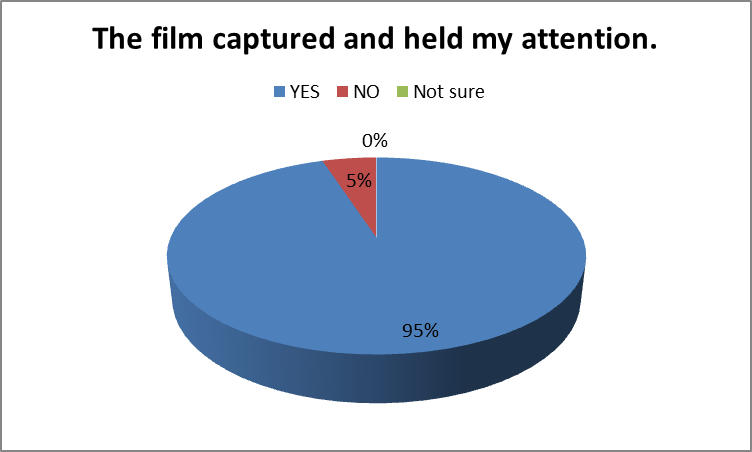 The film captured and held my attention.
YES NO Not sure
0%
5%
95%